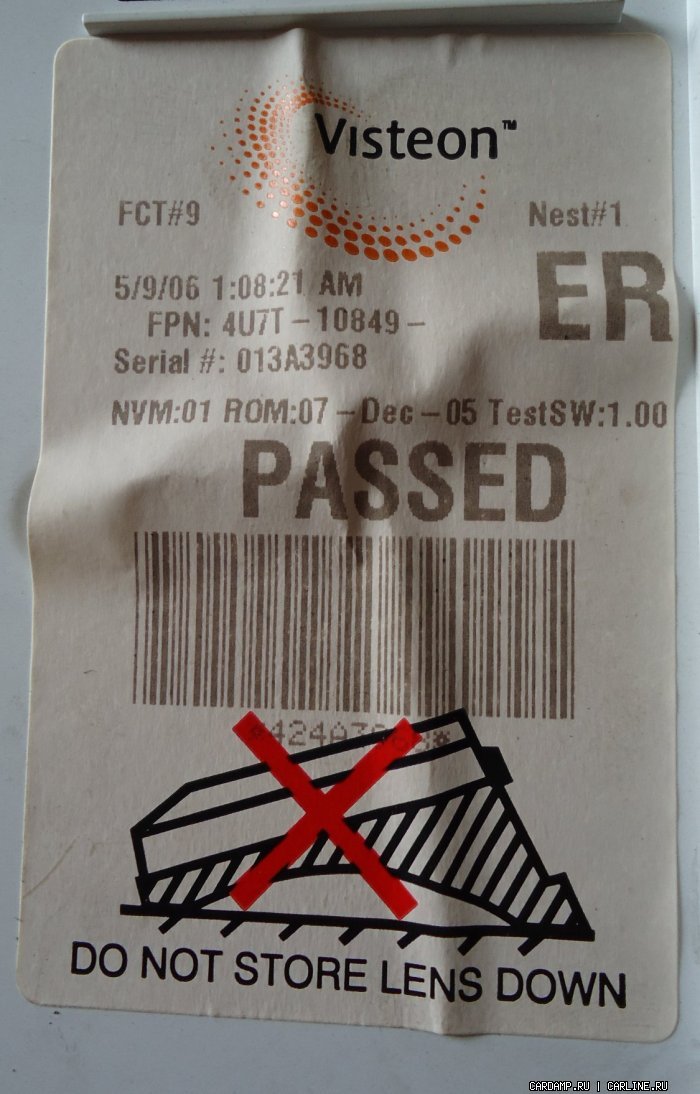 Visteon™
FCT#9 Nest#1
5/9/06 1:08:21 AM
ER
FPN: 4U7T-10849-
Serial #: 013A3968
NVM:01 ROM:07-Dec-05 TestSW:1.00
PASSED
DO NOT STORE LENS DOWN
CARDAMP.RU | CARLINE.RU